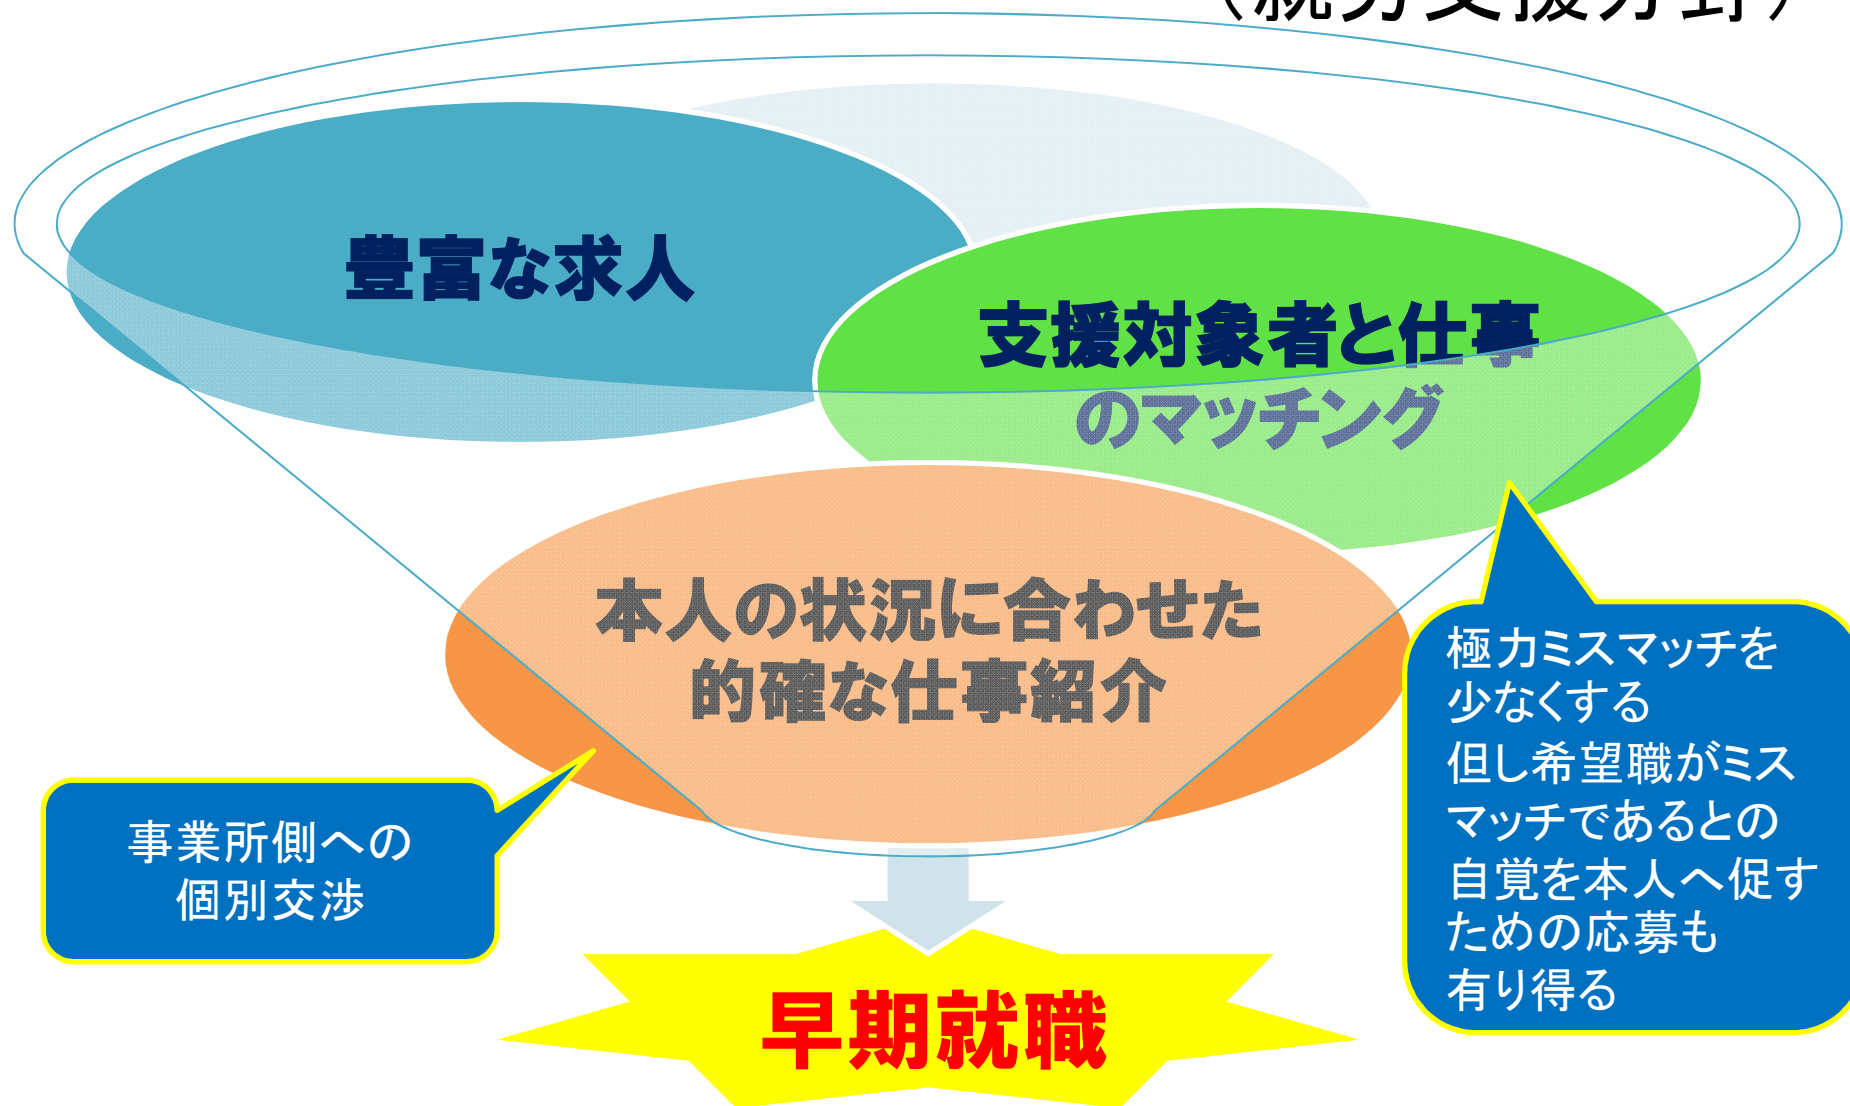 豊富な求人
支援対象者と仕事
のマッチング
本人の状況に合わせた
的確な仕事紹介
極力ミスマッチを
少なくする
但し希望職がミス
マッチであるとの
自覚を本人へ促す
ための応募も
有り得る
事業所側への
個別交渉
早期就職